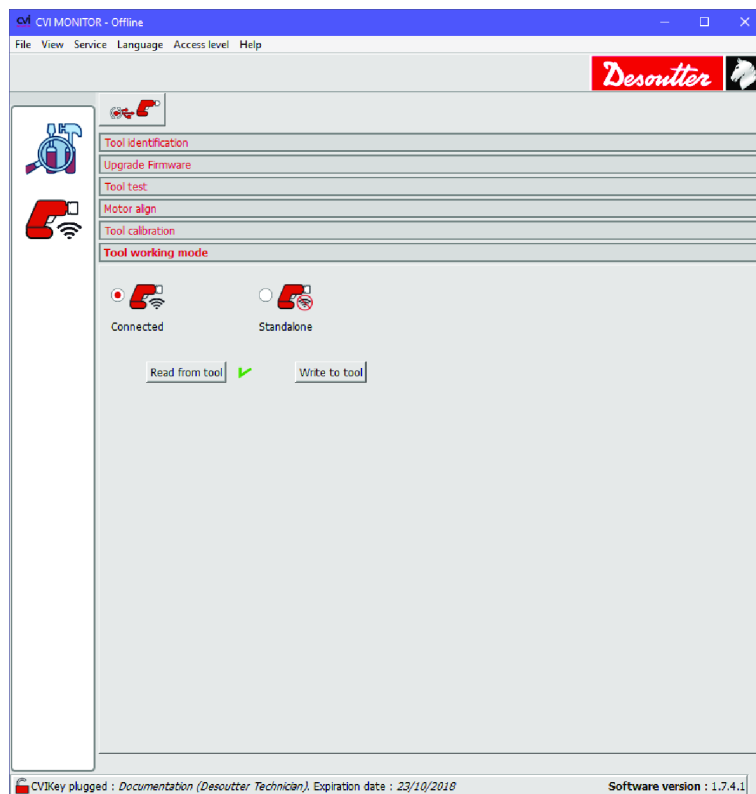 cvi CVI MONITOR - Offline
File View Service Language Access level Help
Desoutter
Tool identification
Upgrade Firmware
Tool test
Motor align
Tool calibration
Tool working mode
Connected Standalone
Read from tool Write to tool
CVIKey plugged : Documentation (Desoutter Technician). Expiration date : 23/10/2018 Software version : 1.7.4.1